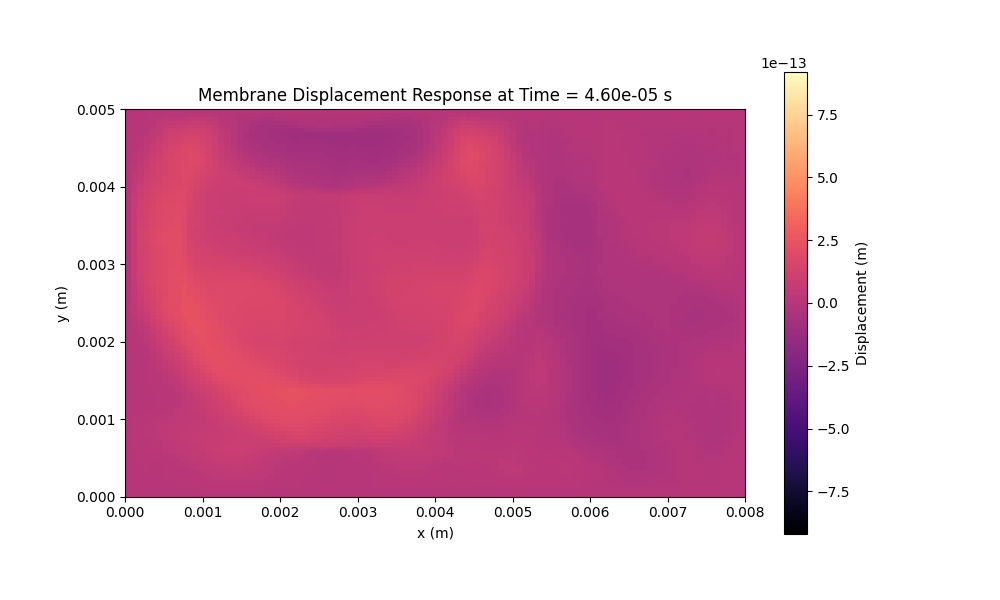 1e−13
Membrane Displacement Response at Time = 4.60e-05 s
0.005
0.004
0.003
0.002
0.001
0.000
y (m)
0.000 0.001 0.002 0.003 0.004 0.005 0.006 0.007 0.008
x (m)
7.5
5.0
2.5
0.0
−2.5
−5.0
−7.5
Displacement (m)